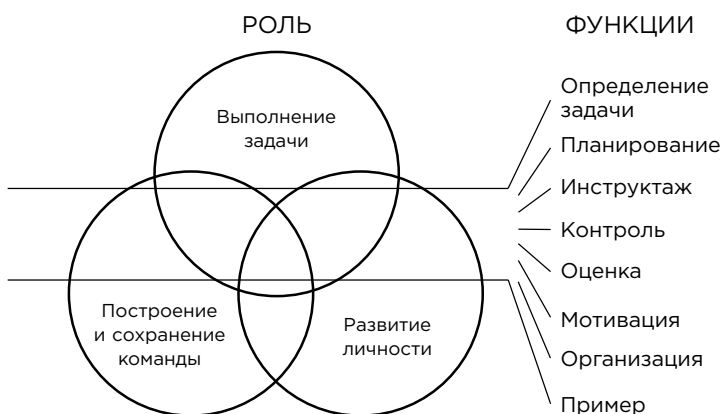 РОЛЬ
ФУНКЦИИ
Выполнение
задачи
Построение
и сохранение
команды
Развитие
личности
Определение
задачи
Планирование
Инструктаж
Контроль
Оценка
Мотивация
Организация
Пример